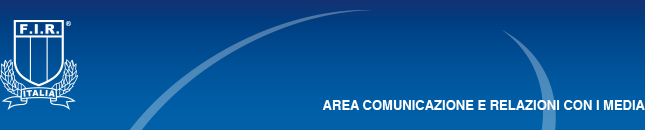 F.I.R.®
ITALIA
AREA COMUNICAZIONE E RELAZIONI CON I MEDIA